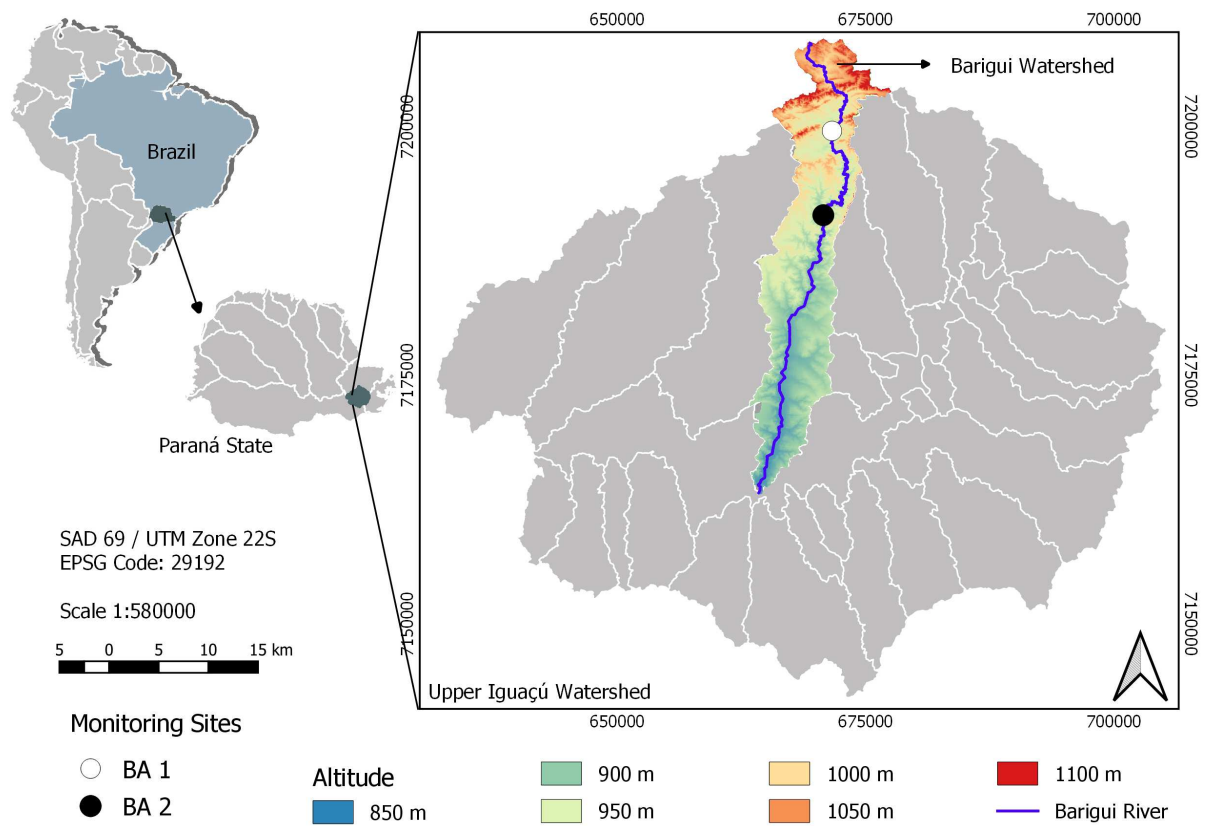 650000 675000 700000
Barigui Watershed
Brazil
7200000 7200000
7175000 7175000
Paraná State
SAD 69 / UTM Zone 22S
EPSG Code: 29192
Scale 1:580000
5 0 5 10 15 km
7150000 7150000
Upper Iguaçú Watershed
650000 675000 700000
Monitoring Sites
BA 1
BA 2
Altitude
850 m
900 m
950 m
1000 m
1050 m
1100 m
Barigui River